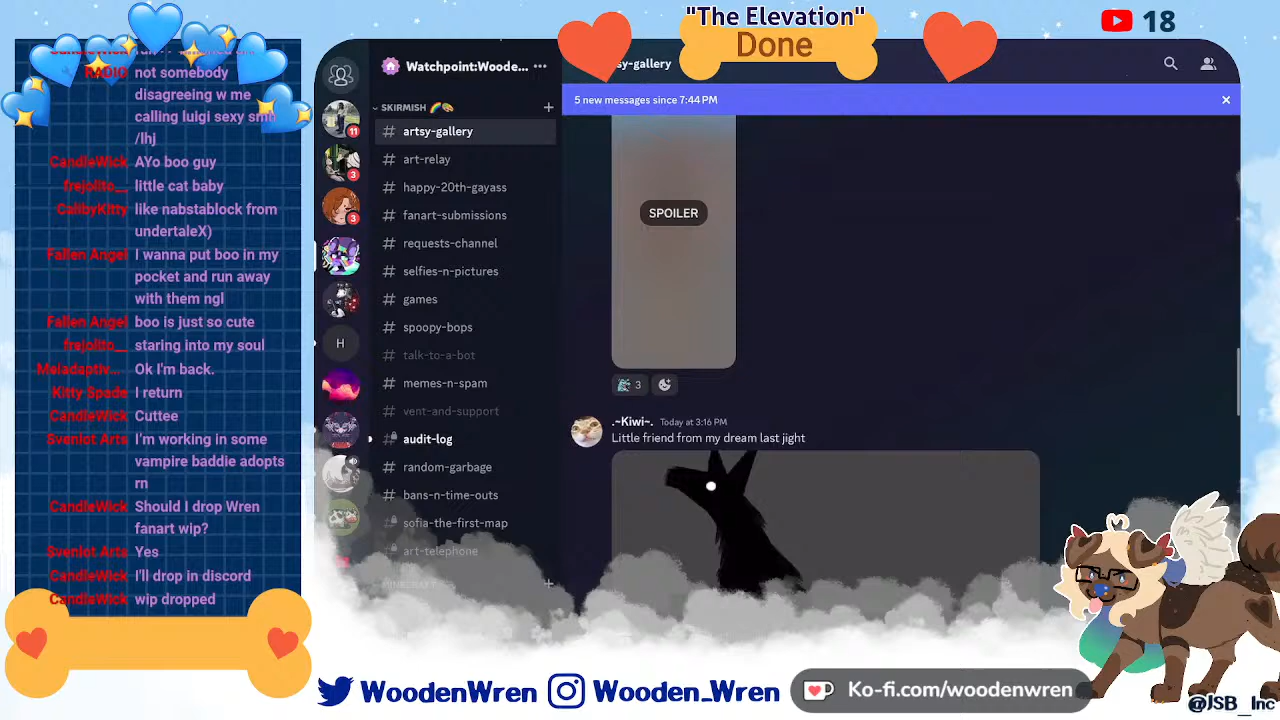 "The Elevation"
Done
18
RADIO not somebody
disagreeing w me
calling luigi sexy smh
/lhj
CandleWick AYo boo guy
frejolito__ little cat baby
CalibyKitty like nabstablock from
undertaleX)
Fallen Angel I wanna put boo in my
pocket and run away
with them ngl
Fallen Angel boo is just so cute
frejolito__ staring into my soul
Meladaptiv... Ok I'm back.
Kitty Spade I return
CandleWick Cuttee
Svenlot Arts I'm working in some
vampire baddie adopts
rn
CandleWick Should I drop Wren
fanart wip?
Svenlot Arts Yes
CandleWick I'll drop in discord
CandleWick wip dropped
11
3
3
H
Watchpoint:Woode... •••
SKIRMISH 🌈🎨 +
# artsy-gallery
# art-relay
# happy-20th-gayass
# fanart-submissions
# requests-channel
# selfies-n-pictures
# games
# spoopy-bops
# talk-to-a-bot
# memes-n-spam
# vent-and-support
# audit-log
# random-garbage
# bans-n-time-outs
# sofia-the-first-map
# art-telephone
sy-gallery
5 new messages since 7:44 PM
SPOILER
3
.~Kiwi~. Today at 3:16 PM
Little friend from my dream last jight
WoodenWren
Wooden_Wren
Ko-fi.com/woodenwren
@JSB_Inc